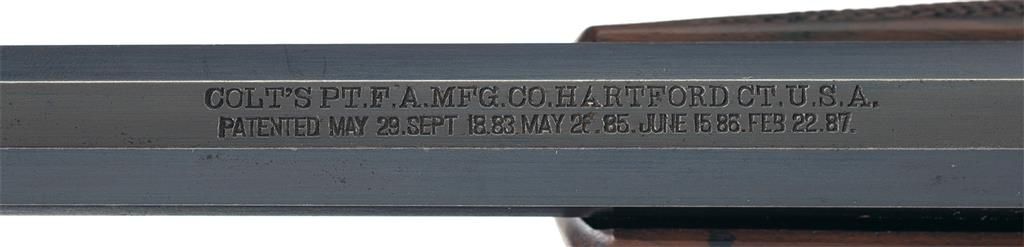 COLT'S PT.F.A.MFG.CO.HARTFORD CT.U.S.A.
PATENTED MAY 29.SEPT 18.83 MAY 26.85.JUNE 15 86.FEB 22.87.